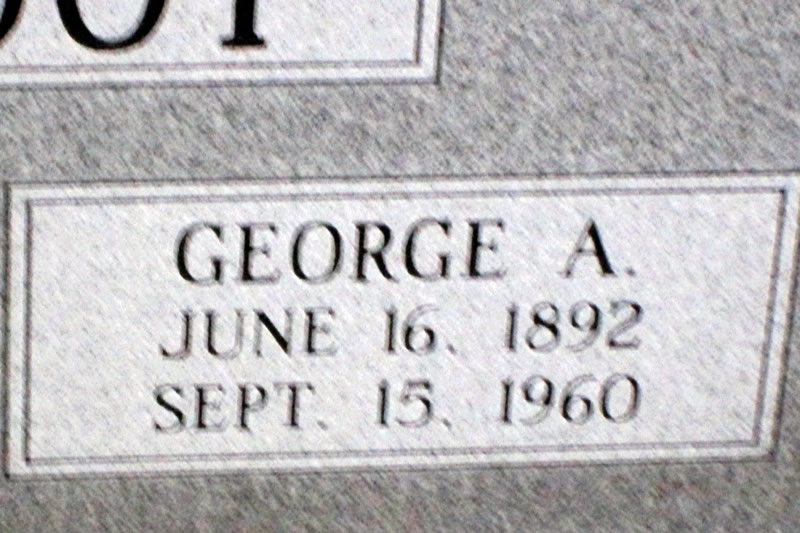 GEORGE A.
JUNE 16, 1892
SEPT. 15, 1960